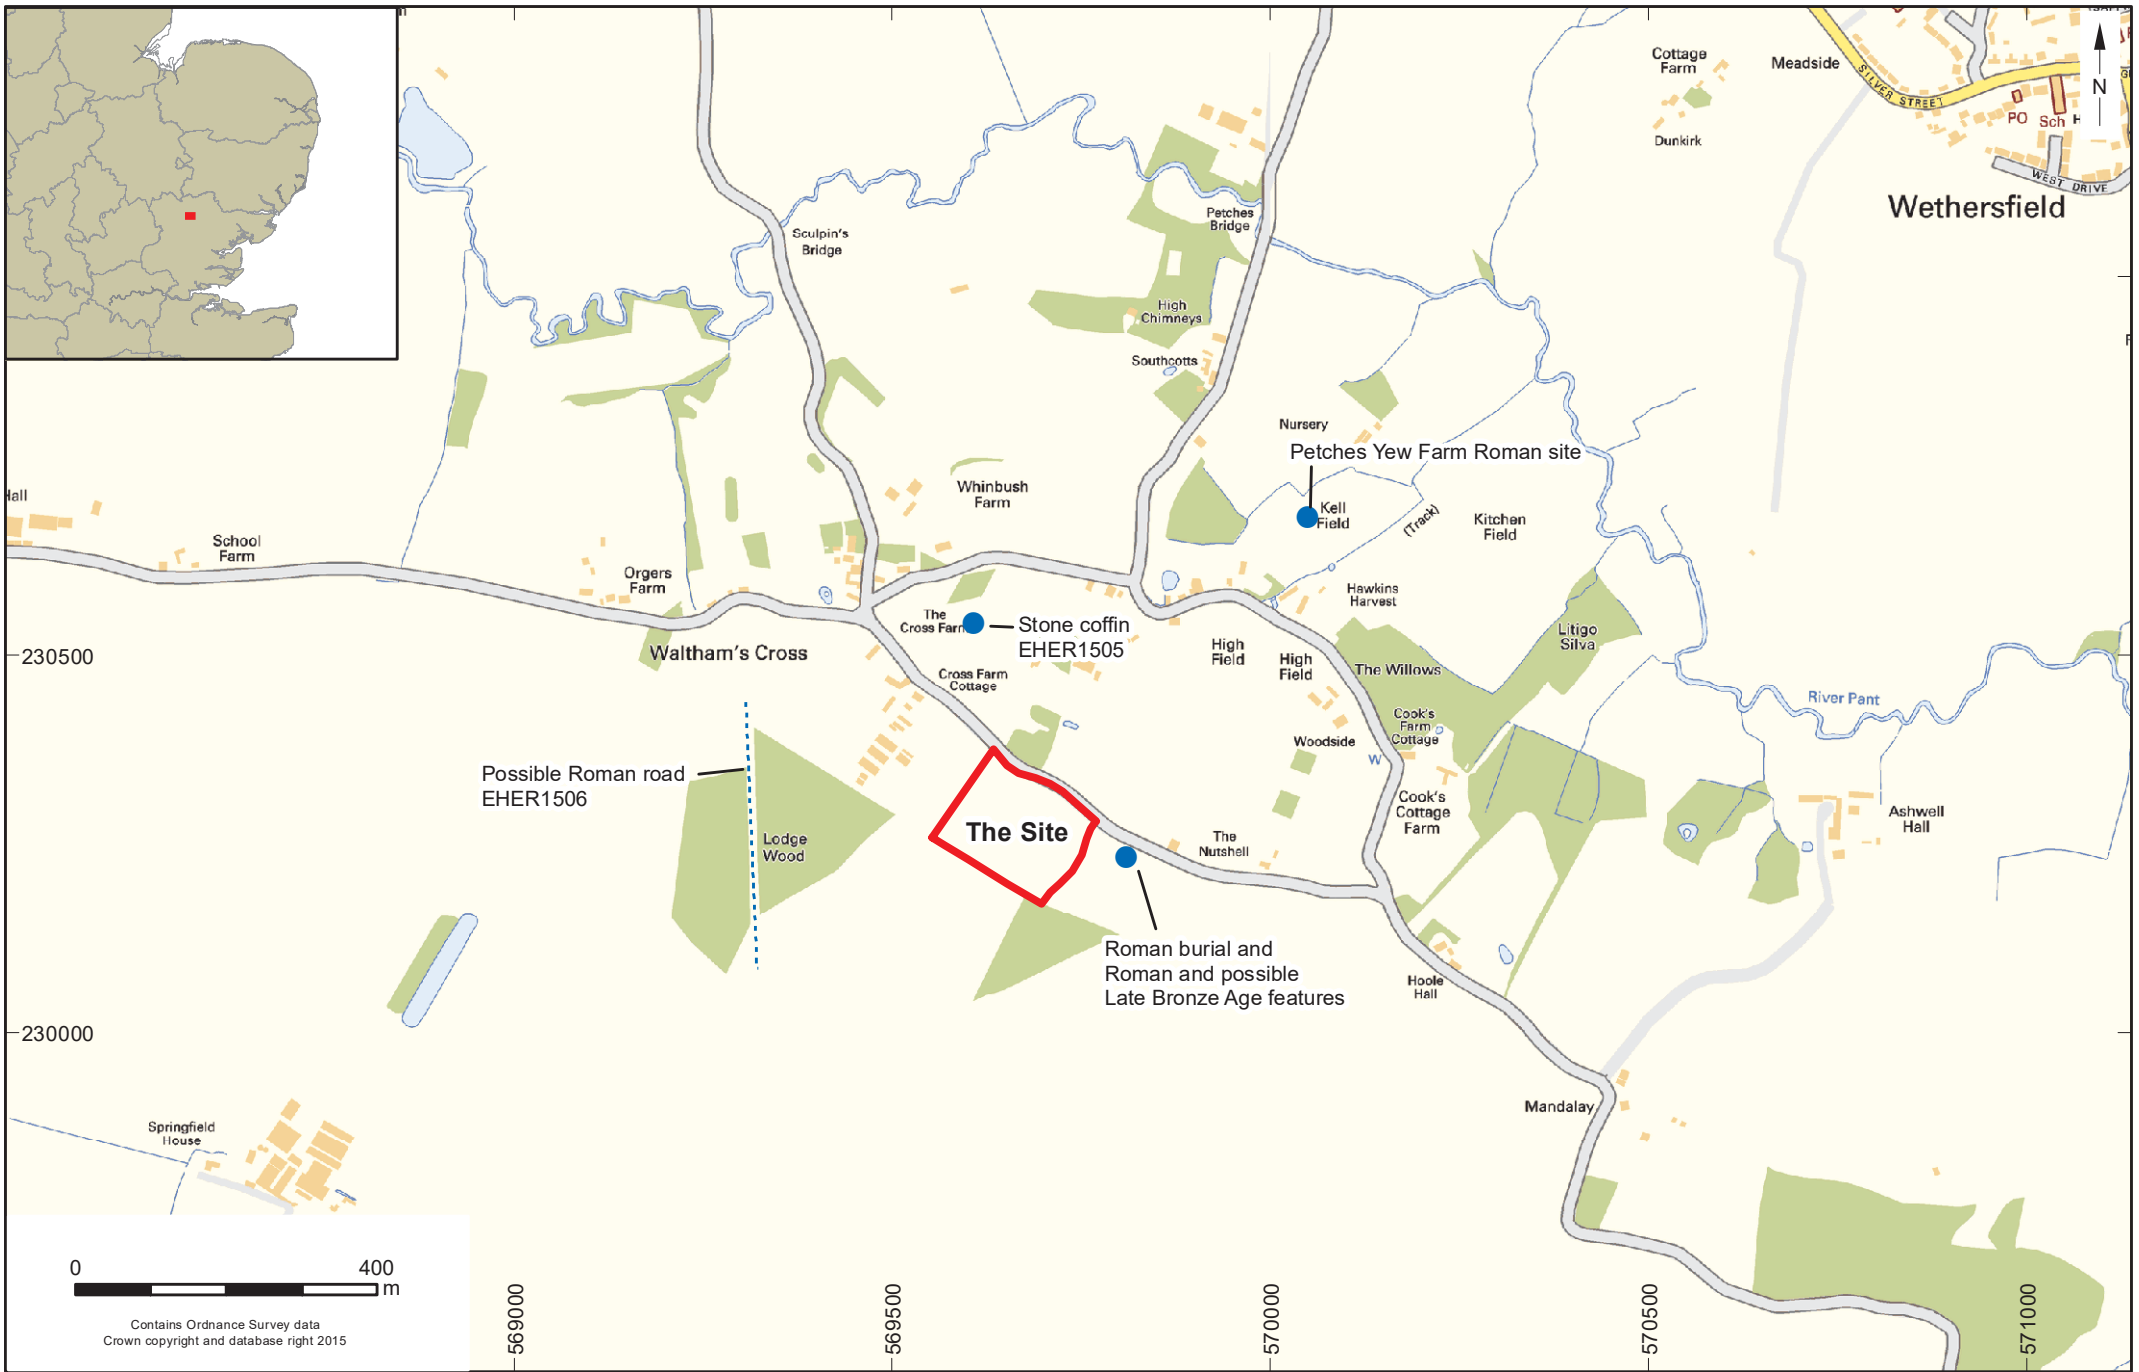 Cottage
Farm
Meadside
SILVER STREET
N
PO
Sch
Dunkirk
WEST DRIVE
Wethersfield
Petches
Bridge
Sculpin's
Bridge
High
Chimneys
Southcotts
Nursery
Petches Yew Farm Roman site
Whinbush
Farm
Kell
Field
(Track)
Kitchen
Field
School
Farm
Orgers
Farm
Hawkins
Harvest
The
Cross Farm
Stone coffin
EHER1505
Litigo
Silva
High
Field
High
Field
230500
Waltham's Cross
The Willows
Cross Farm
Cottage
River Pant
Cook's
Farm
Cottage
Woodside
W
Possible Roman road
EHER1506
Cook's
Cottage
Farm
Ashwell
Hall
The Site
Lodge
Wood
The
Nutshell
Roman burial and
Roman and possible
Late Bronze Age features
Hoole
Hall
230000
Mandalay
Springfield
House
0 400
m
Contains Ordnance Survey data
Crown copyright and database right 2015
569000
569500
570000
570500
571000